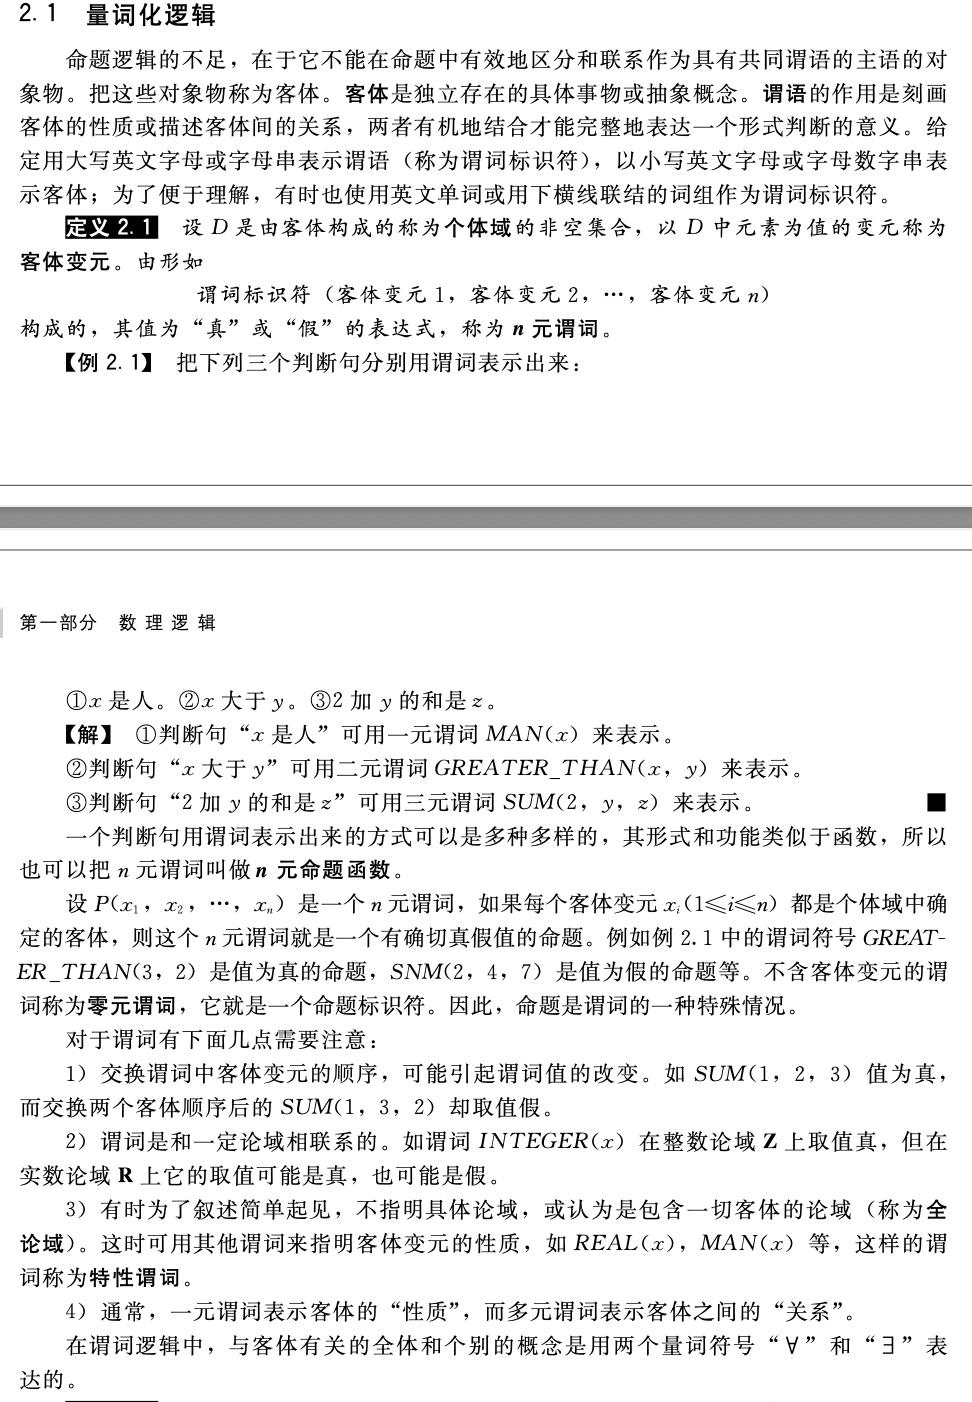 2.1 量词化逻辑
命题逻辑的不足，在于它不能在命题中有效地区分和联系作为具有共同谓语的主语的对
象物。把这些对象物称为客体。客体是独立存在的具体事物或抽象概念。谓语的作用是刻画
客体的性质或描述客体间的关系，两者有机地结合才能完整地表达一个形式判断的意义。给
定用大写英文字母或字母串表示谓语（称为谓词标识符），以小写英文字母或字母数字串表
示客体；为了便于理解，有时也使用英文单词或用下横线联结的词组作为谓词标识符。
定义 2.1 设 D 是由客体构成的称为个体域的非空集合，以 D 中元素为值的变元称为
客体变元。由形如
谓词标识符（客体变元 1，客体变元 2，…，客体变元 n）
构成的，其值为“真”或“假”的表达式，称为 n 元谓词。
【例 2.1】 把下列三个判断句分别用谓词表示出来：
第一部分 数理逻辑
①x 是人。②x 大于 y。③2 加 y 的和是 z。
【解】 ①判断句“x 是人”可用一元谓词 MAN(x) 来表示。
②判断句“x 大于 y”可用二元谓词 GREATER_THAN(x，y) 来表示。
③判断句“2 加 y 的和是 z”可用三元谓词 SUM(2，y，z) 来表示。 ■
一个判断句用谓词表示出来的方式可以是多种多样的，其形式和功能类似于函数，所以
也可以把 n 元谓词叫做 n 元命题函数。
设 P(x₁，x₂，…，xₙ) 是一个 n 元谓词，如果每个客体变元 xᵢ(1≤i≤n) 都是个体域中确
定的客体，则这个 n 元谓词就是一个有确切真假值的命题。例如例 2.1 中的谓词符号 GREAT-
ER_THAN(3，2) 是值为真的命题，SNM(2，4，7) 是值为假的命题等。不含客体变元的谓
词称为零元谓词，它就是一个命题标识符。因此，命题是谓词的一种特殊情况。
对于谓词有下面几点需要注意：
1）交换谓词中客体变元的顺序，可能引起谓词值的改变。如 SUM(1，2，3) 值为真，
而交换两个客体顺序后的 SUM(1，3，2) 却取值假。
2）谓词是和一定论域相联系的。如谓词 INTEGER(x) 在整数论域 Z 上取值真，但在
实数论域 R 上它的取值可能是真，也可能是假。
3）有时为了叙述简单起见，不指明具体论域，或认为是包含一切客体的论域（称为全
论域）。这时可用其他谓词来指明客体变元的性质，如 REAL(x)，MAN(x) 等，这样的谓
词称为特性谓词。
4）通常，一元谓词表示客体的“性质”，而多元谓词表示客体之间的“关系”。
在谓词逻辑中，与客体有关的全体和个别的概念是用两个量词符号“∀”和“∃”表
达的。